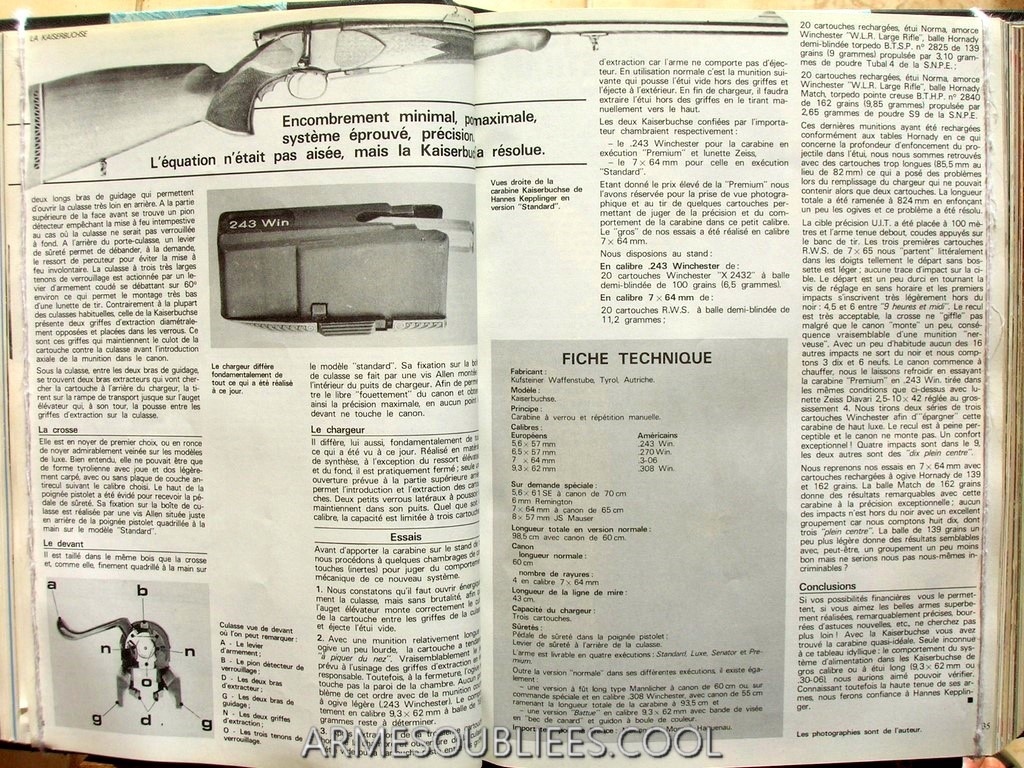 LA KAISERBUCHSE
Encombrement minimal, maximale,
système éprouvé, précision,
L'équation n'était pas aisée, mais la a résolue.
deux longs bras de guidage qui permettent
d'ouvrir la culasse très loin en arrière. A la partie
supérieure de la face avant se trouve un pion
détecteur empêchant la mise à feu intempestive
au cas où la culasse ne serait pas verrouillée
à fond. A l'arrière du porte-culasse, un levier
de sûreté permet de débander, à la demande,
le ressort de percuteur pour éviter la mise à
feu involontaire. La culasse à trois très larges
tenons de verrouillage est actionnée par un le-
vier d'armement coudé se débattant sur 60°
environ ce qui permet le montage très bas
d'une lunette de tir. Contrairement à la plupart
des culasses habituelles, celle de la Kaiserbuchse
présente deux griffes d'extraction diamétrale-
ment opposées et placées dans les verrous. Ce
sont ces griffes qui maintiennent le culot de la
cartouche contre la culasse avant l'introduction
axiale de la munition dans le canon.
Sous la culasse, entre les deux bras de guidage,
se trouvent deux bras extracteurs qui vont cher-
cher la cartouche à l'arrière du chargeur, la ti-
rent sur la rampe de transport jusque sur l'auget
élévateur qui, à son tour, la pousse entre les
griffes d'extraction sur la culasse.
La crosse
Elle est en noyer de premier choix, ou en ronce
de noyer admirablement veinée sur les modèles
de luxe. Bien entendu, elle ne pouvait être que
de forme tyrolienne avec joue et dos légère-
ment carpé, avec ou sans plaque de couche an-
tirecul suivant le calibre choisi. Le haut de la
poignée pistolet a été évidé pour recevoir la pé-
dale de sûreté. Sa fixation sur la boîte de cu-
lasse est réalisée par une vis Allen située juste
en arrière de la poignée pistolet quadrillée à la
main sur le modèle "Standard".
Le devant
Il est taillé dans le même bois que la crosse
et, comme elle, finement quadrillé à la main sur
a
b
n
n
o
g
d
g
243 Win
Le chargeur diffère
fondamentalement de
tout ce qui a été réalisé
à ce jour.
Culasse vue de devant
où l'on peut remarquer :
A - Le levier
d'armement ;
B - Le pion détecteur de
verrouillage ;
D - Les deux bras
d'extracteur ;
g - Les deux bras de
guidage ;
N - Les deux griffes
d'extraction ;
O - Les trois tenons de
verrouillage.
le modèle "standard". Sa fixation sur la
de culasse se fait par une vis Allen
l'intérieur du puits de chargeur. Afin de
tre le libre "fouettement" du canon et
ainsi la précision maximale, en aucun
devant ne touche le canon.
Le chargeur
Il diffère, lui aussi, fondamentalement de
ce qui a été vu à ce jour. Réalisé en
de synthèse, à l'exception du ressort
et du fond, il est pratiquement fermé ; seule
ouverture prévue à la partie supérieure
permet l'introduction et l'extraction des
ches. Deux petits verrous latéraux à
maintiennent dans son puits. Quel que
calibre, la capacité est limitée à trois
Essais
Avant d'apporter la carabine sur le stand
nous procédons à quelques chambrages de
touches (inertes) pour juger du comportement
mécanique de ce nouveau système.
1. Nous constatons qu'il faut ouvrir
ment la culasse, mais sans brutalité,
l'auget élévateur monte correctement le
de la cartouche entre les griffes de la
et éjecte l'étui vide.
2. Avec une munition relativement
ogive un peu lourde, la cartouche a
"à piquer du nez". Vraisemblablement
prévu à l'usinage des griffes d'extraction
responsable. Toutefois, à la fermeture,
touche pas la paroi de la chambre. Aucun
blème de cet ordre avec de la munition
à ogive légère (.243 Winchester). Le
tement en calibre 9,3 × 62 mm à balle de
grammes reste à déterminer.
Vues droite de la
carabine Kaiserbuchse de
Hannes Kepplinger en
version "Standard".
d'extraction car l'arme ne comporte pas d'éjec-
teur. En utilisation normale c'est la munition sui-
vante qui pousse l'étui vide hors des griffes et
l'éjecte à l'extérieur. En fin de chargeur, il faudra
extraire l'étui hors des griffes en le tirant ma-
nuellement vers le haut.
Les deux Kaiserbuchse confiées par l'importa-
teur chambraient respectivement :
– le .243 Winchester pour la carabine en
exécution "Premium" et lunette Zeiss,
– le 7 × 64 mm pour celle en exécution
"Standard".
Etant donné le prix élevé de la "Premium" nous
l'avons réservée pour la prise de vue photogra-
phique et au tir de quelques cartouches per-
mettant de juger de la précision et du com-
portement de la carabine dans ce petit calibre.
Le "gros" de nos essais a été réalisé en calibre
7 × 64 mm.
Nous disposions au stand :
En calibre .243 Winchester de :
20 cartouches Winchester "X 2432" à balle
demi-blindée de 100 grains (6,5 grammes).
En calibre 7 × 64 mm de :
20 cartouches R.W.S. à balle demi-blindée de
11,2 grammes ;
FICHE TECHNIQUE
Fabricant :
Kufsteiner Waffenstube, Tyrol, Autriche.
Modèle :
Kaiserbuchse.
Principe :
Carabine à verrou et répétition manuelle.
Calibres :
Européens Américains
5,6 × 57 mm .243 Win.
6,5 × 57 mm .270 Win.
7 × 64 mm .3-06
9,3 × 62 mm .308 Win.
Sur demande spéciale :
5,6 × 61 SE à canon de 70 cm
6 mm Remington
7 × 64 mm à canon de 65 cm
8 × 57 mm JS Mauser
Longueur totale en version normale :
98,5 cm avec canon de 60 cm.
Canon
longueur normale :
60 cm
nombre de rayures :
4 en calibre 7 × 64 mm
Longueur de la ligne de mire :
43 cm.
Capacité du chargeur :
Trois cartouches.
Sûretés :
Pédale de sûreté dans la poignée pistolet ;
Levier de sûreté à l'arrière de la culasse.
L'arme est livrable en quatre exécutions : Standard, Luxe, Senator et Pre-
mium.
Outre la version "normale" dans ses différentes exécutions, il existe éga-
lement :
– une version à fût long type Mannlicher à canon de 60 cm ou, sur
commande spéciale et en calibre .308 Winchester, avec canon de 55 cm
ramenant la longueur totale de la carabine à 93,5 cm et
– une version "Battue" en calibre 9,3 × 62 mm avec bande de visée
en "bec de canard" et guidon à boule de couleur.
20 cartouches rechargées, étui Norma, amorce
Winchester "W.L.R. Large Rifle", balle Hornady
demi-blindée torpedo B.T.S.P. n° 2825 de 139
grains (9 grammes) propulsée par 3,10 gram-
mes de poudre Tubal 4 de la S.N.P.E. ;
20 cartouches rechargées, étui Norma, amorce
Winchester "W.L.R. Large Rifle", balle Hornady
Match, torpedo pointe creuse B.T.H.P. n° 2840
de 162 grains (9,85 grammes) propulsée par
2,65 grammes de poudre S9 de la S.N.P.E.
Ces dernières munitions ayant été rechargées
conformément aux tables Hornady en ce qui
concerne la profondeur d'enfoncement du pro-
jectile dans l'étui, nous nous sommes retrouvés
avec des cartouches trop longues (85,5 mm au
lieu de 82 mm) ce qui a posé des problèmes
lors du remplissage du chargeur qui ne pouvait
contenir alors que deux cartouches. La longueur
totale a été ramenée à 824 mm en enfonçant
un peu les ogives et ce problème a été résolu.
La cible précision U.I.T. a été placée à 100 mè-
tres et l'arme tenue debout, coudes appuyés sur
le banc de tir. Les trois premières cartouches
R.W.S. de 7 × 65 nous "partent" littéralement
dans les doigts tellement le départ sans bos-
sette est léger ; aucune trace d'impact sur la ci-
ble. Le départ est un peu durci en tournant la
vis de réglage en sens horaire et les premiers
impacts s'inscrivent très légèrement hors du
noir : 4,5 et 6 entre "9 heures et midi". Le recul
est très acceptable, la crosse ne "giffle" pas
malgré que le canon "monte" un peu, consé-
quence vraisemblable d'une munition "ner-
veuse". Avec un peu d'habitude aucun des 16
autres impacts ne sort du noir et nous comp-
tons 3 dix et 6 neufs. Le canon commence à
chauffer, nous le laissons refroidir en essayant
la carabine "Premium" en .243 Win. tirée dans
les mêmes conditions que ci-dessus avec lu-
nette Zeiss Diavari 2,5-10 × 42 réglée au gros-
sissement 4. Nous tirons deux séries de trois
cartouches Winchester afin d'"épargner" cette
carabine de haut luxe. Le recul est à peine per-
ceptible et le canon ne monte pas. Un confort
exceptionnel ! Quatre impacts sont dans le 9,
les deux autres sont des "dix plein centre".
Nous reprenons nos essais en 7 × 64 mm avec
cartouches rechargées à ogive Hornady de 139
et 162 grains. La balle Match de 162 grains
donne des résultats remarquables avec cette
carabine à la précision exceptionnelle ; aucun
des impacts n'est hors du noir avec un excellent
groupement car nous comptons huit dix, dont
trois "plein centre". La balle de 139 grains un
peu plus légère donne des résultats semblables
avec, peut-être, un groupement un peu moins
bon mais ne serions nous pas nous-mêmes in-
criminables ?
Conclusions
Si vos possibilités financières vous le permet-
tent, si vous aimez les belles armes superbe-
ment réalisées, remarquablement précises, bour-
rées d'astuces nouvelles, etc., ne cherchez pas
plus loin ! Avec la Kaiserbuchse vous avez
trouvé la carabine quasi-idéale. Seule inconnue
à ce tableau idyllique : le comportement du sys-
tème d'alimentation dans les Kaiserbuchse en
gros calibre ou à étui long (9,3 × 62 mm ou
.30-06) nous aurions aimé pouvoir vérifier.
Connaissant toutefois la haute tenue de ses ar-
mes, nous ferons confiance à Hannes Kepplin-
ger.
Les photographies sont de l'auteur.
35
ARMESOUBLIEES.COOL